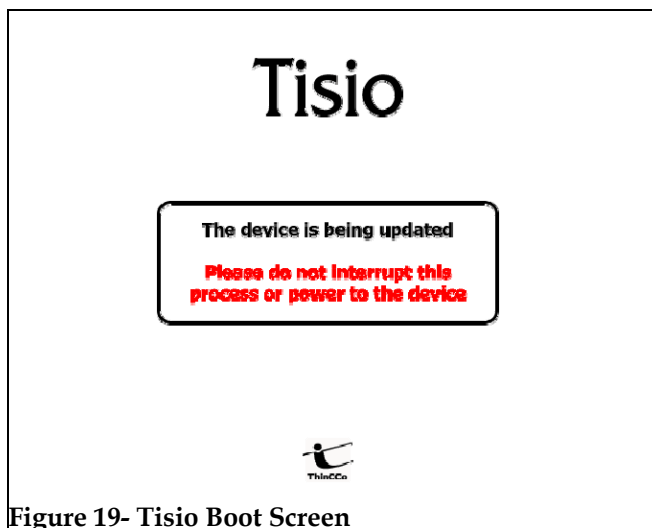 Tisio
The device is being updated
Please do not interrupt this
process or power to the device
ThinCCo
Figure 19- Tisio Boot Screen